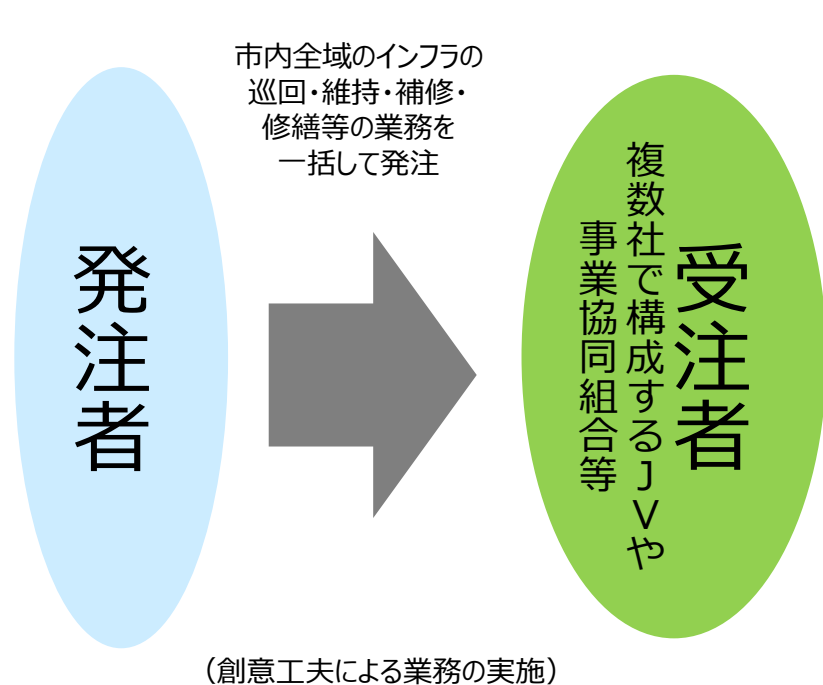 市内全域のインフラの
巡回・維持・補修・
修繕等の業務を
一括して発注
発注者
受注者
複数社で構成するJVや
事業協同組合等
（創意工夫による業務の実施）